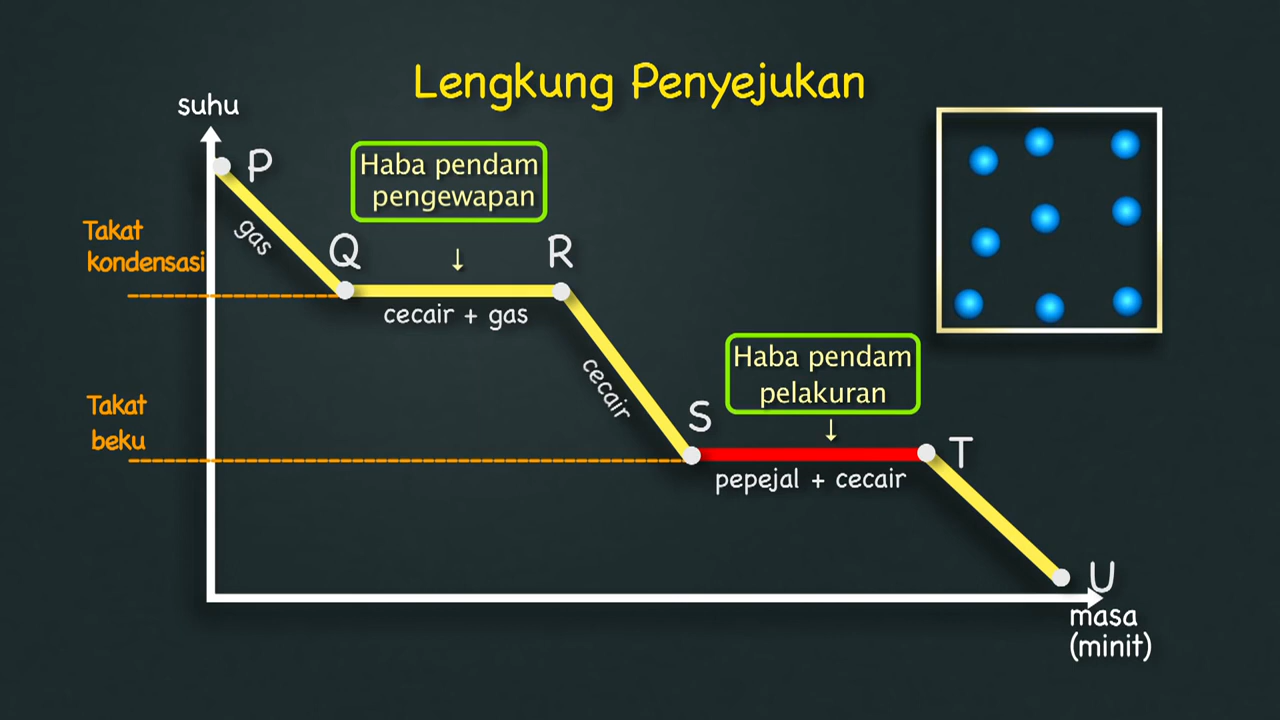 Lengkung Penyejukan
suhu
P
Haba pendam
pengewapan
gas
Takat
kondensasi
Q
↓
R
cecair + gas
cecair
Haba pendam
pelakuran
Takat
beku
S
↓
T
pepejal + cecair
U
masa
(minit)